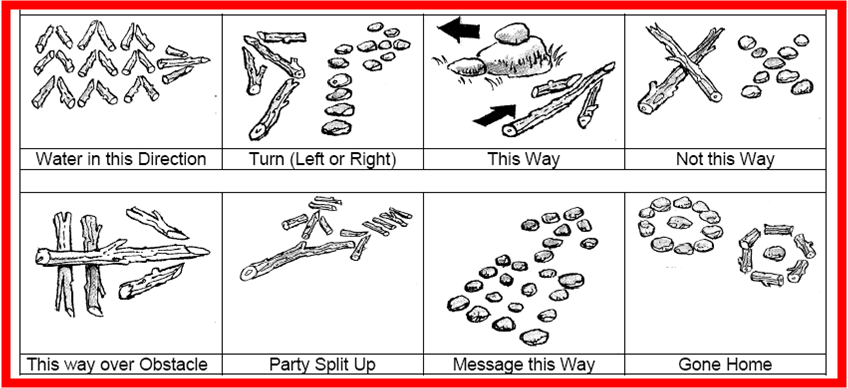 Water in this Direction
Turn (Left or Right)
This Way
Not this Way
This way over Obstacle
Party Split Up
Message this Way
Gone Home